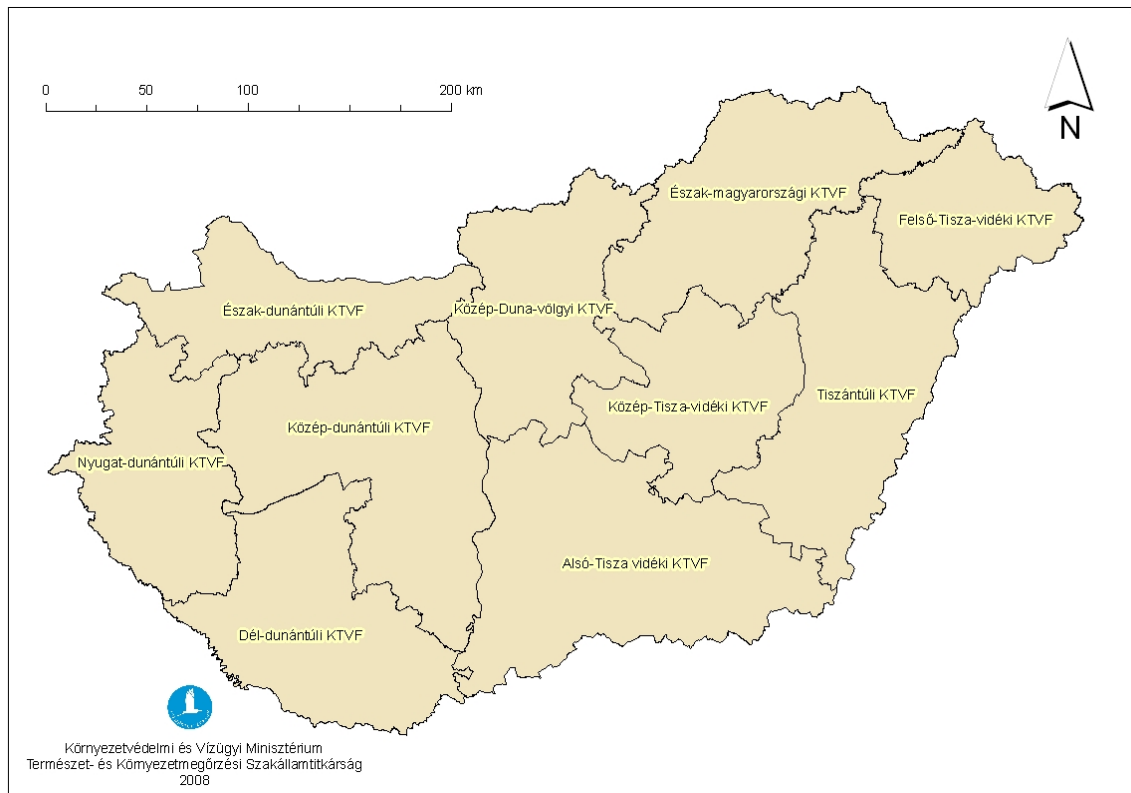 0 50 100 200 km
N
Észak-magyarországi KTVF
Felső-Tisza-vidéki KTVF
Észak-dunántúli KTVF
Közép-Duna-völgyi KTVF
Tiszántúli KTVF
Közép-Tisza-vidéki KTVF
Közép-dunántúli KTVF
Nyugat-dunántúli KTVF
Alsó-Tisza vidéki KTVF
Dél-dunántúli KTVF
Környezetvédelmi és Vízügyi Minisztérium
Természet- és Környezetmegőrzési Szakállamtitkárság
2008